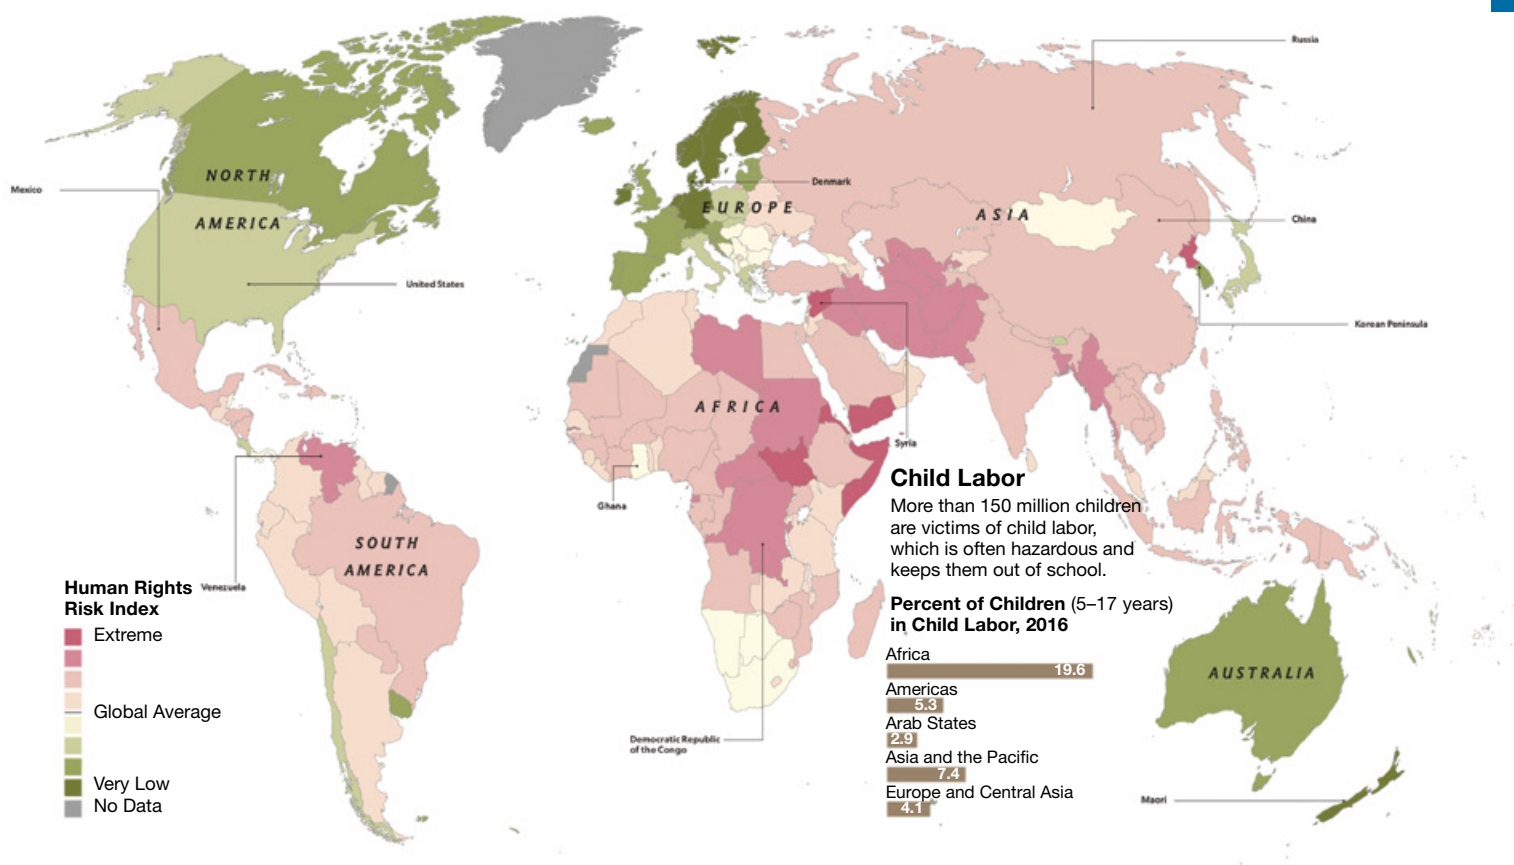 Russia
Mexico
NORTH
AMERICA
Denmark
EUROPE
ASIA
China
United States
Korean Peninsula
AFRICA
Syria
Ghana
Venezuela
SOUTH
AMERICA
Democratic Republic
of the Congo
AUSTRALIA
Maori
Human Rights
Risk Index
Extreme
Global Average
Very Low
No Data
Child Labor
More than 150 million children
are victims of child labor,
which is often hazardous and
keeps them out of school.
Percent of Children (5–17 years)
in Child Labor, 2016
Africa
19.6
Americas
5.3
Arab States
2.9
Asia and the Pacific
7.4
Europe and Central Asia
4.1